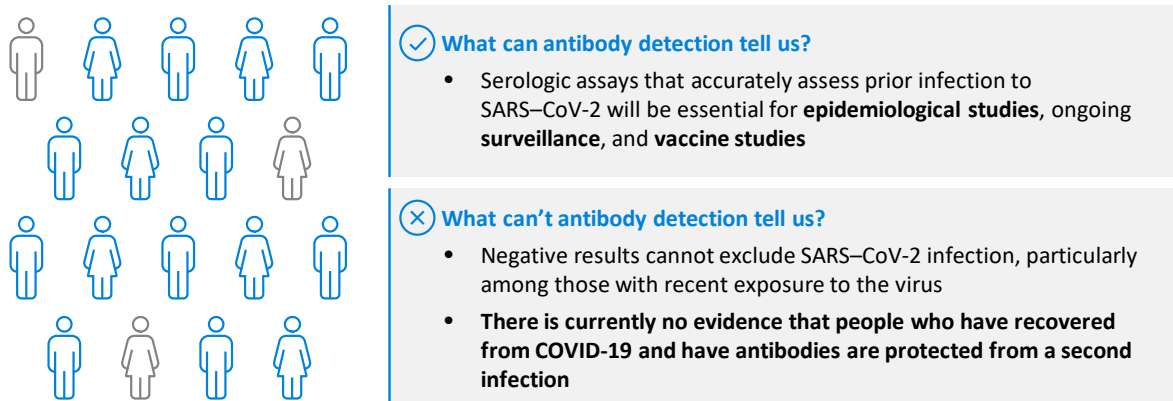 What can antibody detection tell us?
• Serologic assays that accurately assess prior infection to
SARS–CoV-2 will be essential for epidemiological studies, ongoing
surveillance, and vaccine studies
What can't antibody detection tell us?
• Negative results cannot exclude SARS–CoV-2 infection, particularly
among those with recent exposure to the virus
• There is currently no evidence that people who have recovered
from COVID-19 and have antibodies are protected from a second
infection